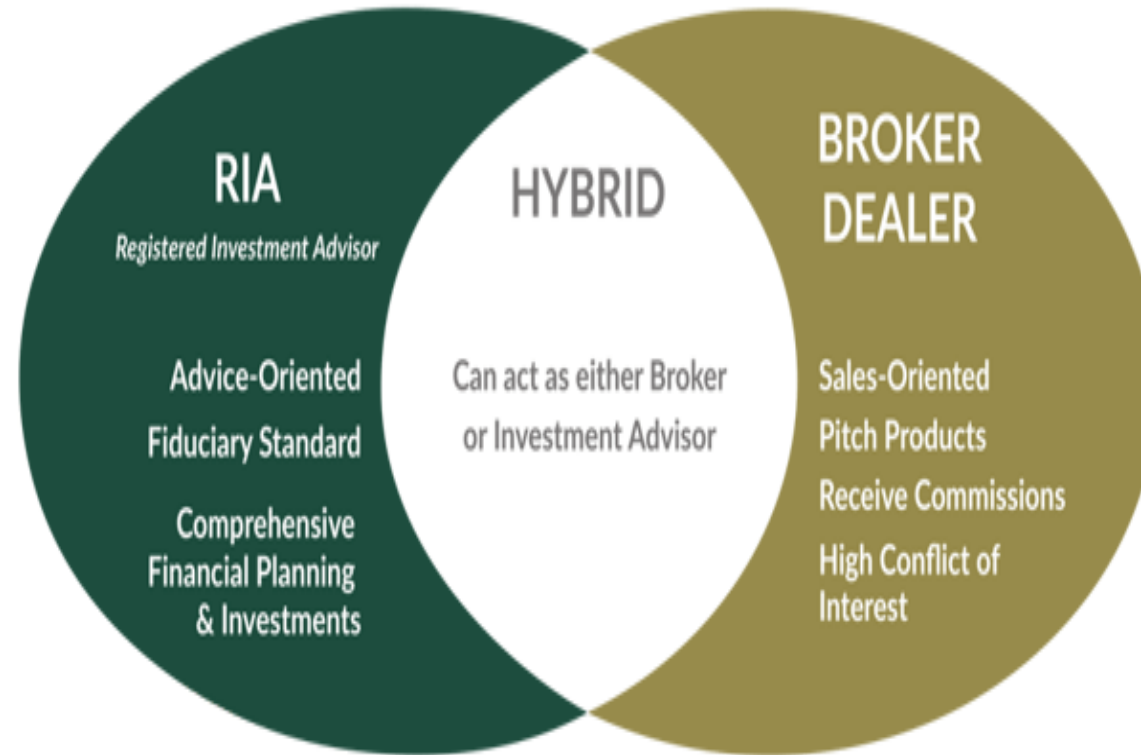 RIA
Registered Investment Advisor
Advice-Oriented
Fiduciary Standard
Comprehensive
Financial Planning
& Investments
HYBRID
Can act as either Broker
or Investment Advisor
BROKER
DEALER
Sales-Oriented
Pitch Products
Receive Commissions
High Conflict of
Interest